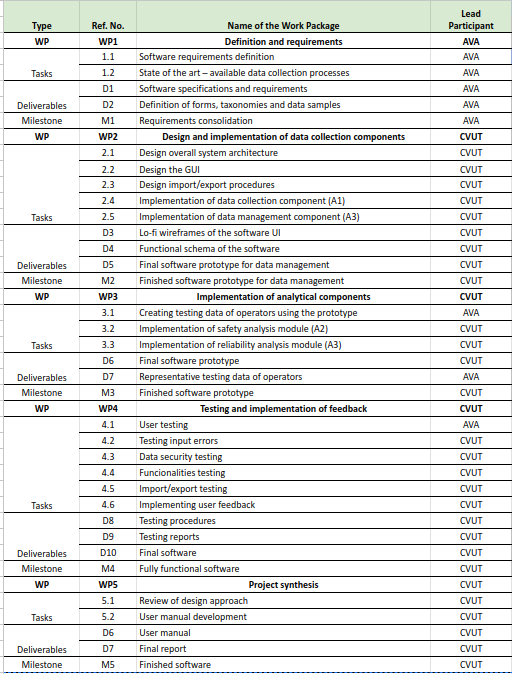 Type Ref. No. Name of the Work Package Lead Participant
WP WP1 Definition and requirements AVA
1.1 Software requirements definition AVA
Tasks 1.2 State of the art – available data collection processes AVA
D1 Software specifications and requirements AVA
Deliverables D2 Definition of forms, taxonomies and data samples AVA
Milestone M1 Requirements consolidation AVA
WP WP2 Design and implementation of data collection components CVUT
2.1 Design overall system architecture CVUT
2.2 Design the GUI CVUT
2.3 Design import/export procedures CVUT
2.4 Implementation of data collection component (A1) CVUT
Tasks 2.5 Implementation of data management component (A3) CVUT
D3 Lo-fi wireframes of the software UI CVUT
D4 Functional schema of the software CVUT
Deliverables D5 Final software prototype for data management CVUT
Milestone M2 Finished software prototype for data management CVUT
WP WP3 Implementation of analytical components CVUT
3.1 Creating testing data of operators using the prototype AVA
3.2 Implementation of safety analysis module (A2) CVUT
Tasks 3.3 Implementation of reliability analysis module (A3) CVUT
D6 Final software prototype CVUT
Deliverables D7 Representative testing data of operators AVA
Milestone M3 Finished software prototype CVUT
WP WP4 Testing and implementation of feedback CVUT
4.1 User testing AVA
4.2 Testing input errors CVUT
4.3 Data security testing CVUT
4.4 Funcionalities testing CVUT
4.5 Import/export testing CVUT
Tasks 4.6 Implementing user feedback CVUT
D8 Testing procedures CVUT
D9 Testing reports CVUT
Deliverables D10 Final software CVUT
Milestone M4 Fully functional software CVUT
WP WP5 Project synthesis CVUT
5.1 Review of design approach CVUT
Tasks 5.2 User manual development CVUT
D6 User manual CVUT
Deliverables D7 Final report CVUT
Milestone M5 Finished software CVUT